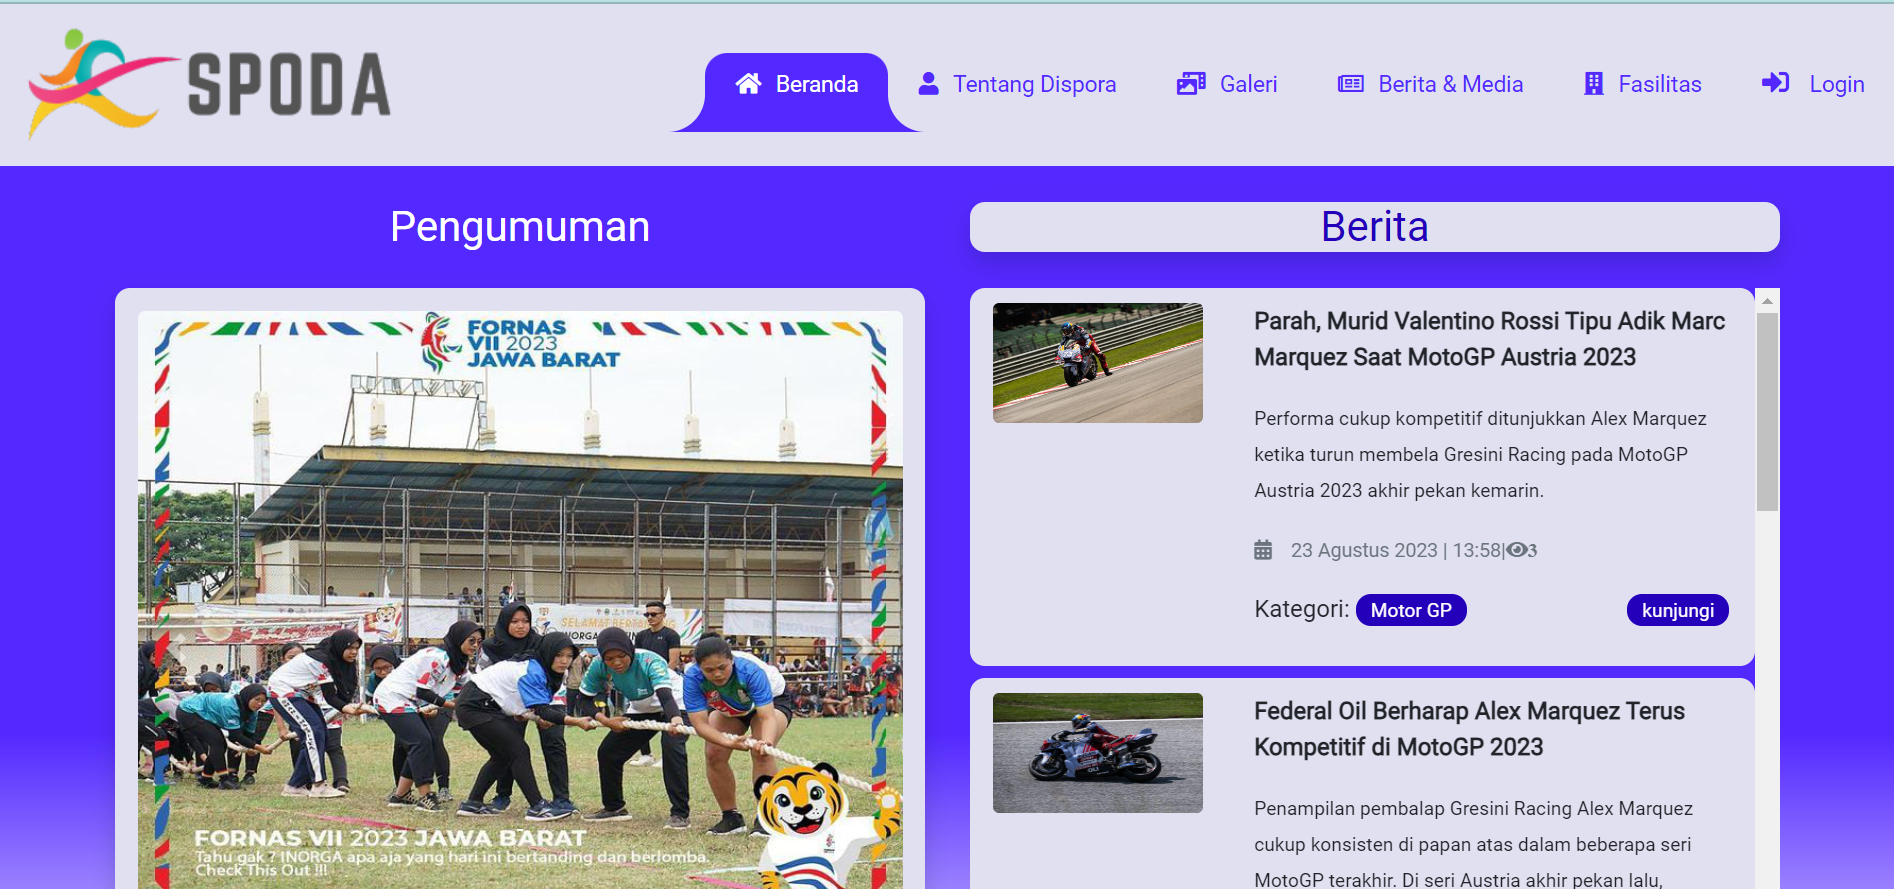 SPODA
Beranda
Tentang Dispora
Galeri
Berita & Media
Fasilitas
Login
Pengumuman
FORNAS
VII 2023
JAWA BARAT
SELAMAT BERTANDING
FORNAS VII 2023 JAWA BARAT
Tahu gak ? INORGA apa aja yang hari ini bertanding dan berlomba.
Check This Out !!!
Berita
Parah, Murid Valentino Rossi Tipu Adik Marc
Marquez Saat MotoGP Austria 2023
Performa cukup kompetitif ditunjukkan Alex Marquez
ketika turun membela Gresini Racing pada MotoGP
Austria 2023 akhir pekan kemarin.
23 Agustus 2023 | 13:58|3
Kategori: Motor GP
kunjungi
Federal Oil Berharap Alex Marquez Terus
Kompetitif di MotoGP 2023
Penampilan pembalap Gresini Racing Alex Marquez
cukup konsisten di papan atas dalam beberapa seri
MotoGP terakhir. Di seri Austria akhir pekan lalu,